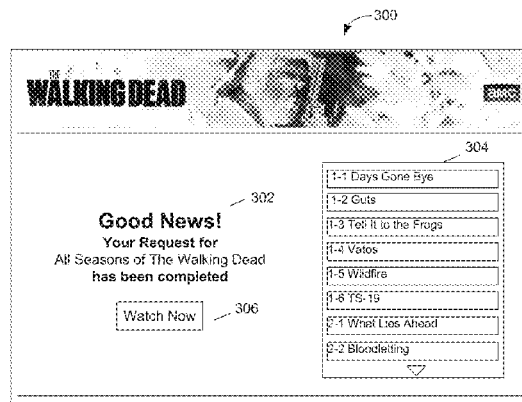 300
THE
WALKING DEAD
amc
302
Good News!
Your Request for
All Seasons of The Walking Dead
has been completed
Watch Now
306
304
1-1 Days Gone Bye
1-2 Guts
1-3 Tell It to the Frogs
1-4 Vatos
1-5 Wildfire
1-6 TS-19
2-1 What Lies Ahead
2-2 Bloodletting